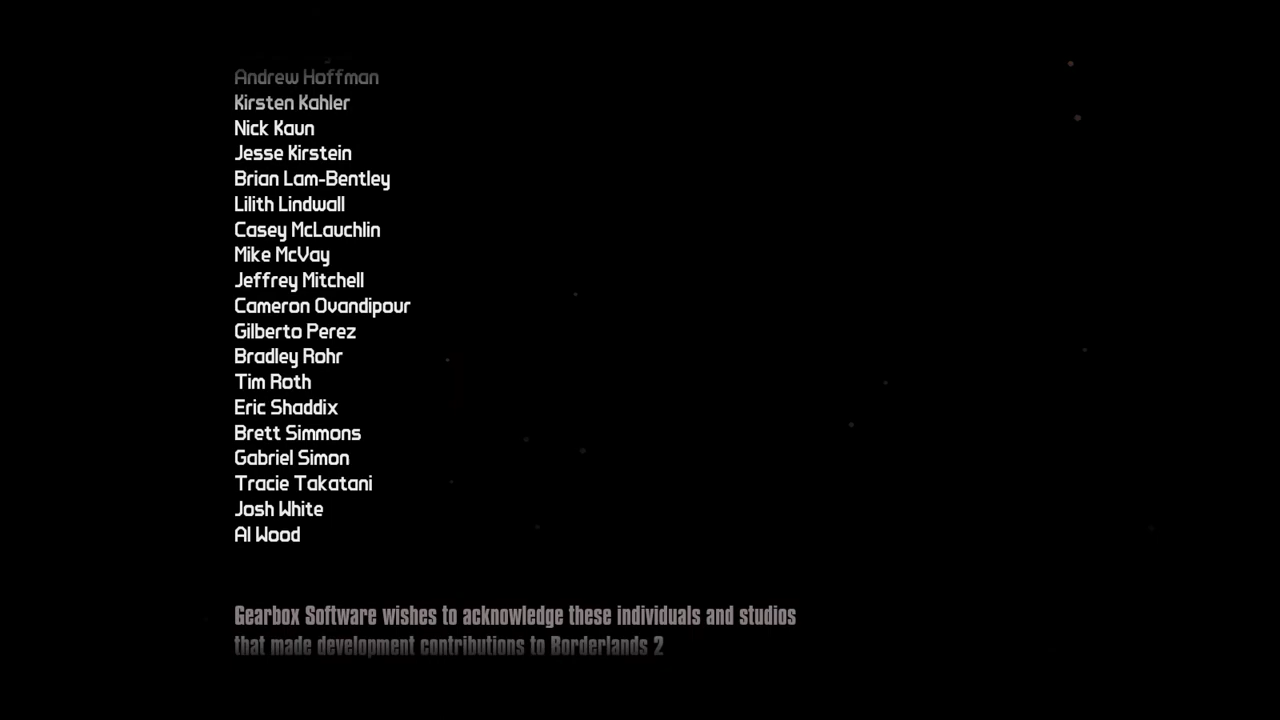 Andrew Hoffman
Kirsten Kahler
Nick Kaun
Jesse Kirstein
Brian Lam-Bentley
Lilith Lindwall
Casey McLauchlin
Mike McVay
Jeffrey Mitchell
Cameron Ovandipour
Gilberto Perez
Bradley Rohr
Tim Roth
Eric Shaddix
Brett Simmons
Gabriel Simon
Tracie Takatani
Josh White
Al Wood
Gearbox Software wishes to acknowledge these individuals and studios
that made development contributions to Borderlands 2